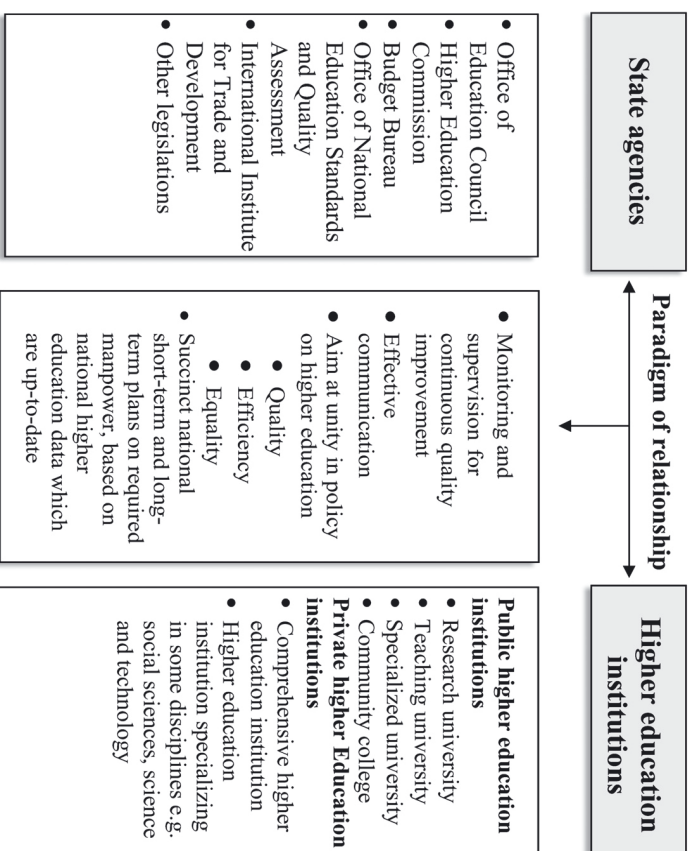 State agencies
Paradigm of relationship
Higher education
institutions
• Office of
Education Council
• Higher Education
Commission
• Budget Bureau
• Office of National
Education Standards
and Quality
Assessment
• International Institute
for Trade and
Development
• Other legislations
• Monitoring and
supervision for
continuous quality
improvement
• Effective
communication
• Aim at unity in policy
on higher education
• Quality
• Efficiency
• Equality
• Succinct national
short-term and long-
term plans on required
manpower, based on
national higher
education data which
are up-to-date
Public higher education
institutions
• Research university
• Teaching university
• Specialized university
• Community college
Private higher Education
institutions
• Comprehensive higher
education institution
• Higher education
institution specializing
in some disciplines e.g.
social sciences, science
and technology